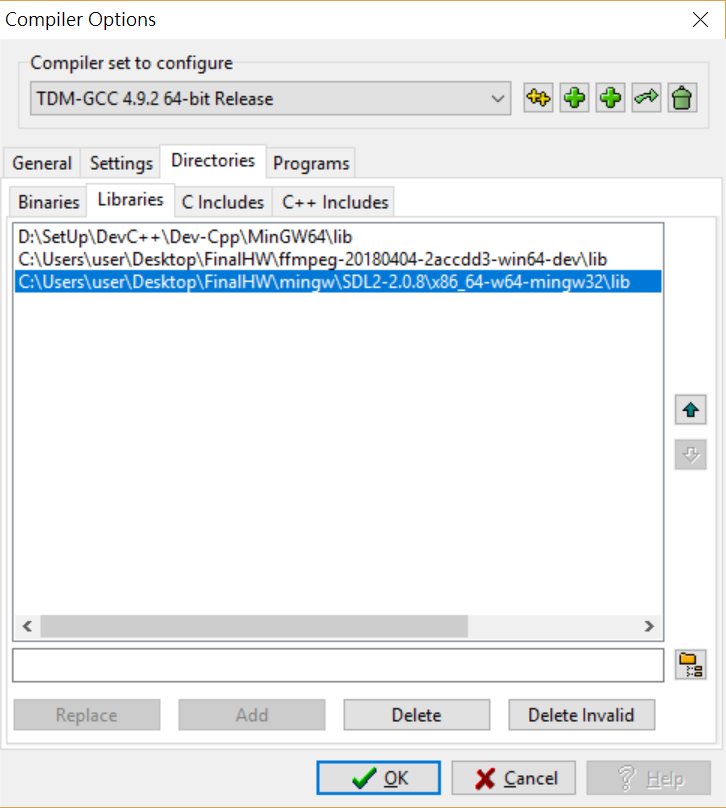 Compiler Options
Compiler set to configure
TDM-GCC 4.9.2 64-bit Release
General Settings Directories Programs
Binaries Libraries C Includes C++ Includes
D:\SetUp\DevC++\Dev-Cpp\MinGW64\lib
C:\Users\user\Desktop\FinalHW\ffmpeg-20180404-2accdd3-win64-dev\lib
C:\Users\user\Desktop\FinalHW\mingw\SDL2-2.0.8\x86_64-w64-mingw32\lib
Replace Add Delete Delete Invalid
OK Cancel Help